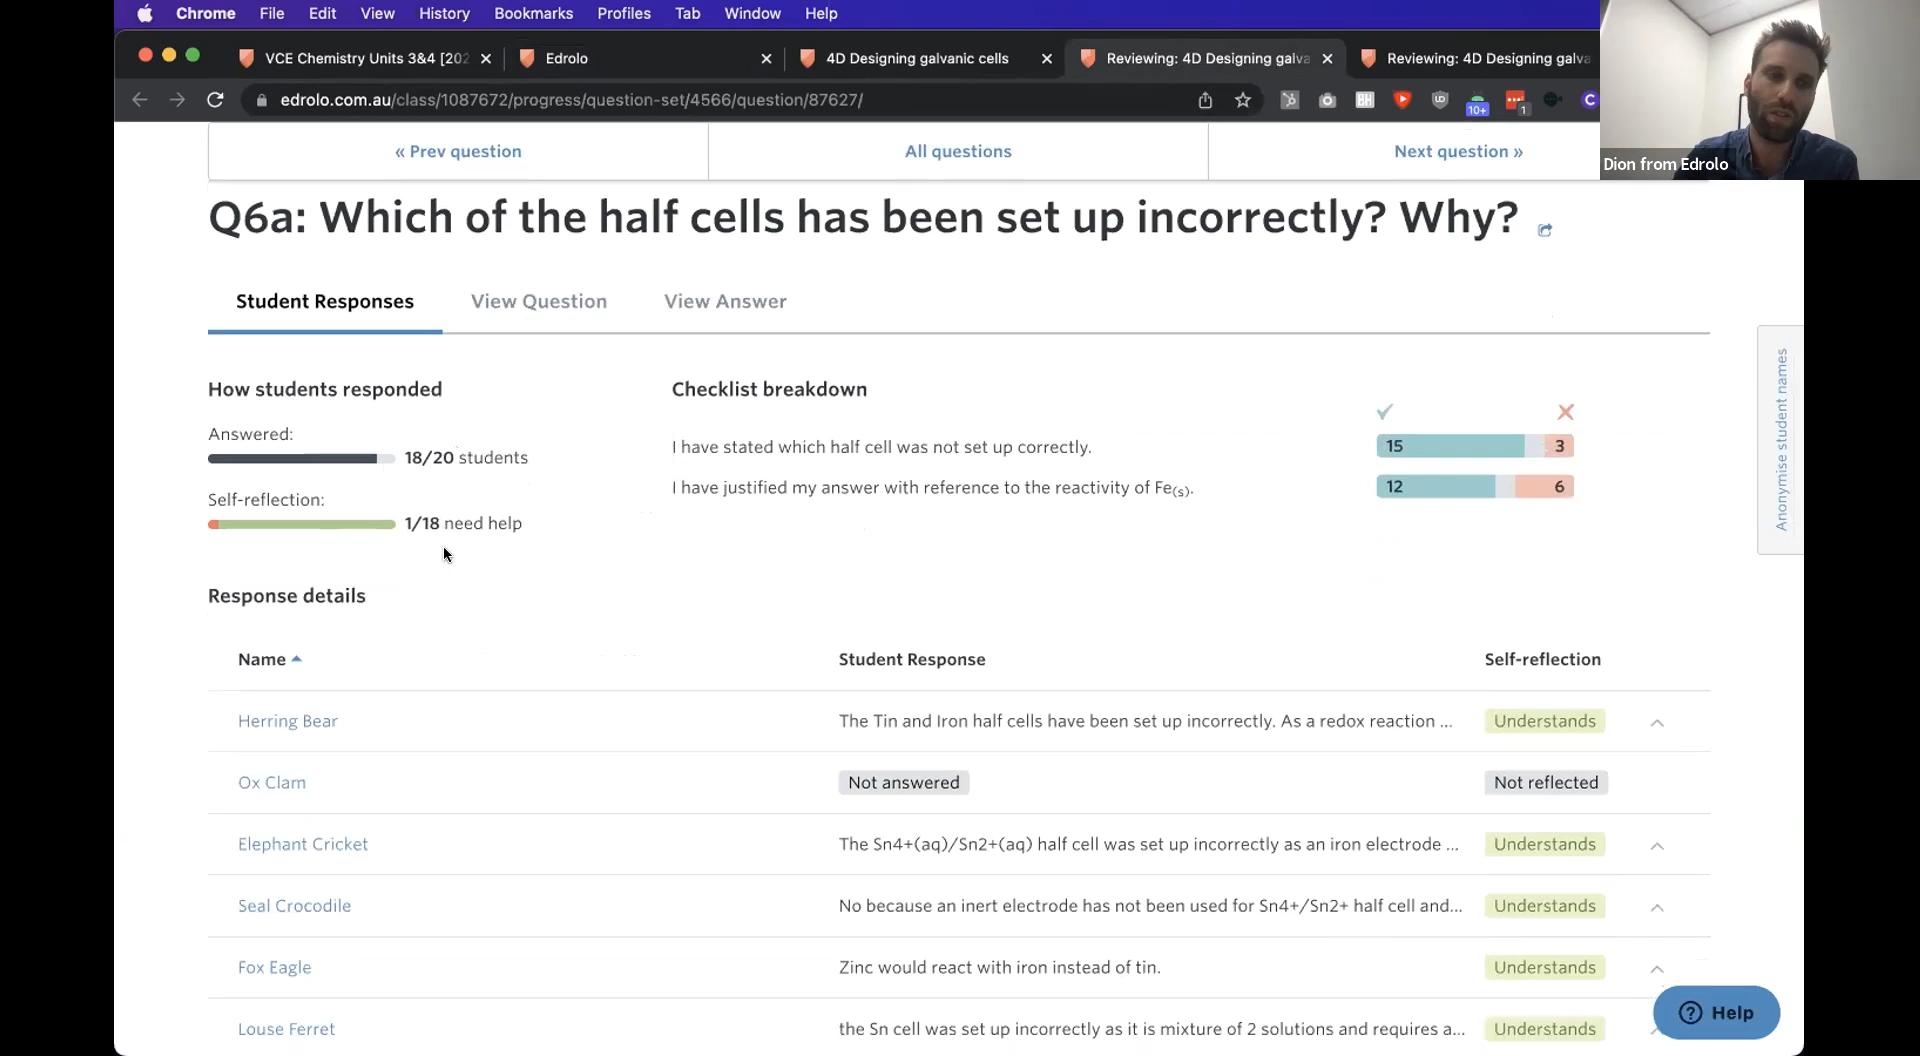 Chrome File Edit View History Bookmarks Profiles Tab Window Help
VCE Chemistry Units 3&4 [202
Edrolo
4D Designing galvanic cells
Reviewing: 4D Designing galva
Reviewing: 4D Designing galva
edrolo.com.au/class/1087672/progress/question-set/4566/question/87627/
BH
UD
10+
1
C
Dion from Edrolo
« Prev question
All questions
Next question »
Q6a: Which of the half cells has been set up incorrectly? Why?
Student Responses
View Question
View Answer
Anonymise student names
How students responded
Answered:
18/20 students
Self-reflection:
1/18 need help
Checklist breakdown
I have stated which half cell was not set up correctly.
15
3
I have justified my answer with reference to the reactivity of Fe(s).
12
6
Response details
Name
Student Response
Self-reflection
Herring Bear
The Tin and Iron half cells have been set up incorrectly. As a redox reaction ...
Understands
Ox Clam
Not answered
Not reflected
Elephant Cricket
The Sn4+(aq)/Sn2+(aq) half cell was set up incorrectly as an iron electrode ...
Understands
Seal Crocodile
No because an inert electrode has not been used for Sn4+/Sn2+ half cell and...
Understands
Fox Eagle
Zinc would react with iron instead of tin.
Understands
Louse Ferret
the Sn cell was set up incorrectly as it is mixture of 2 solutions and requires a...
Understands
Help